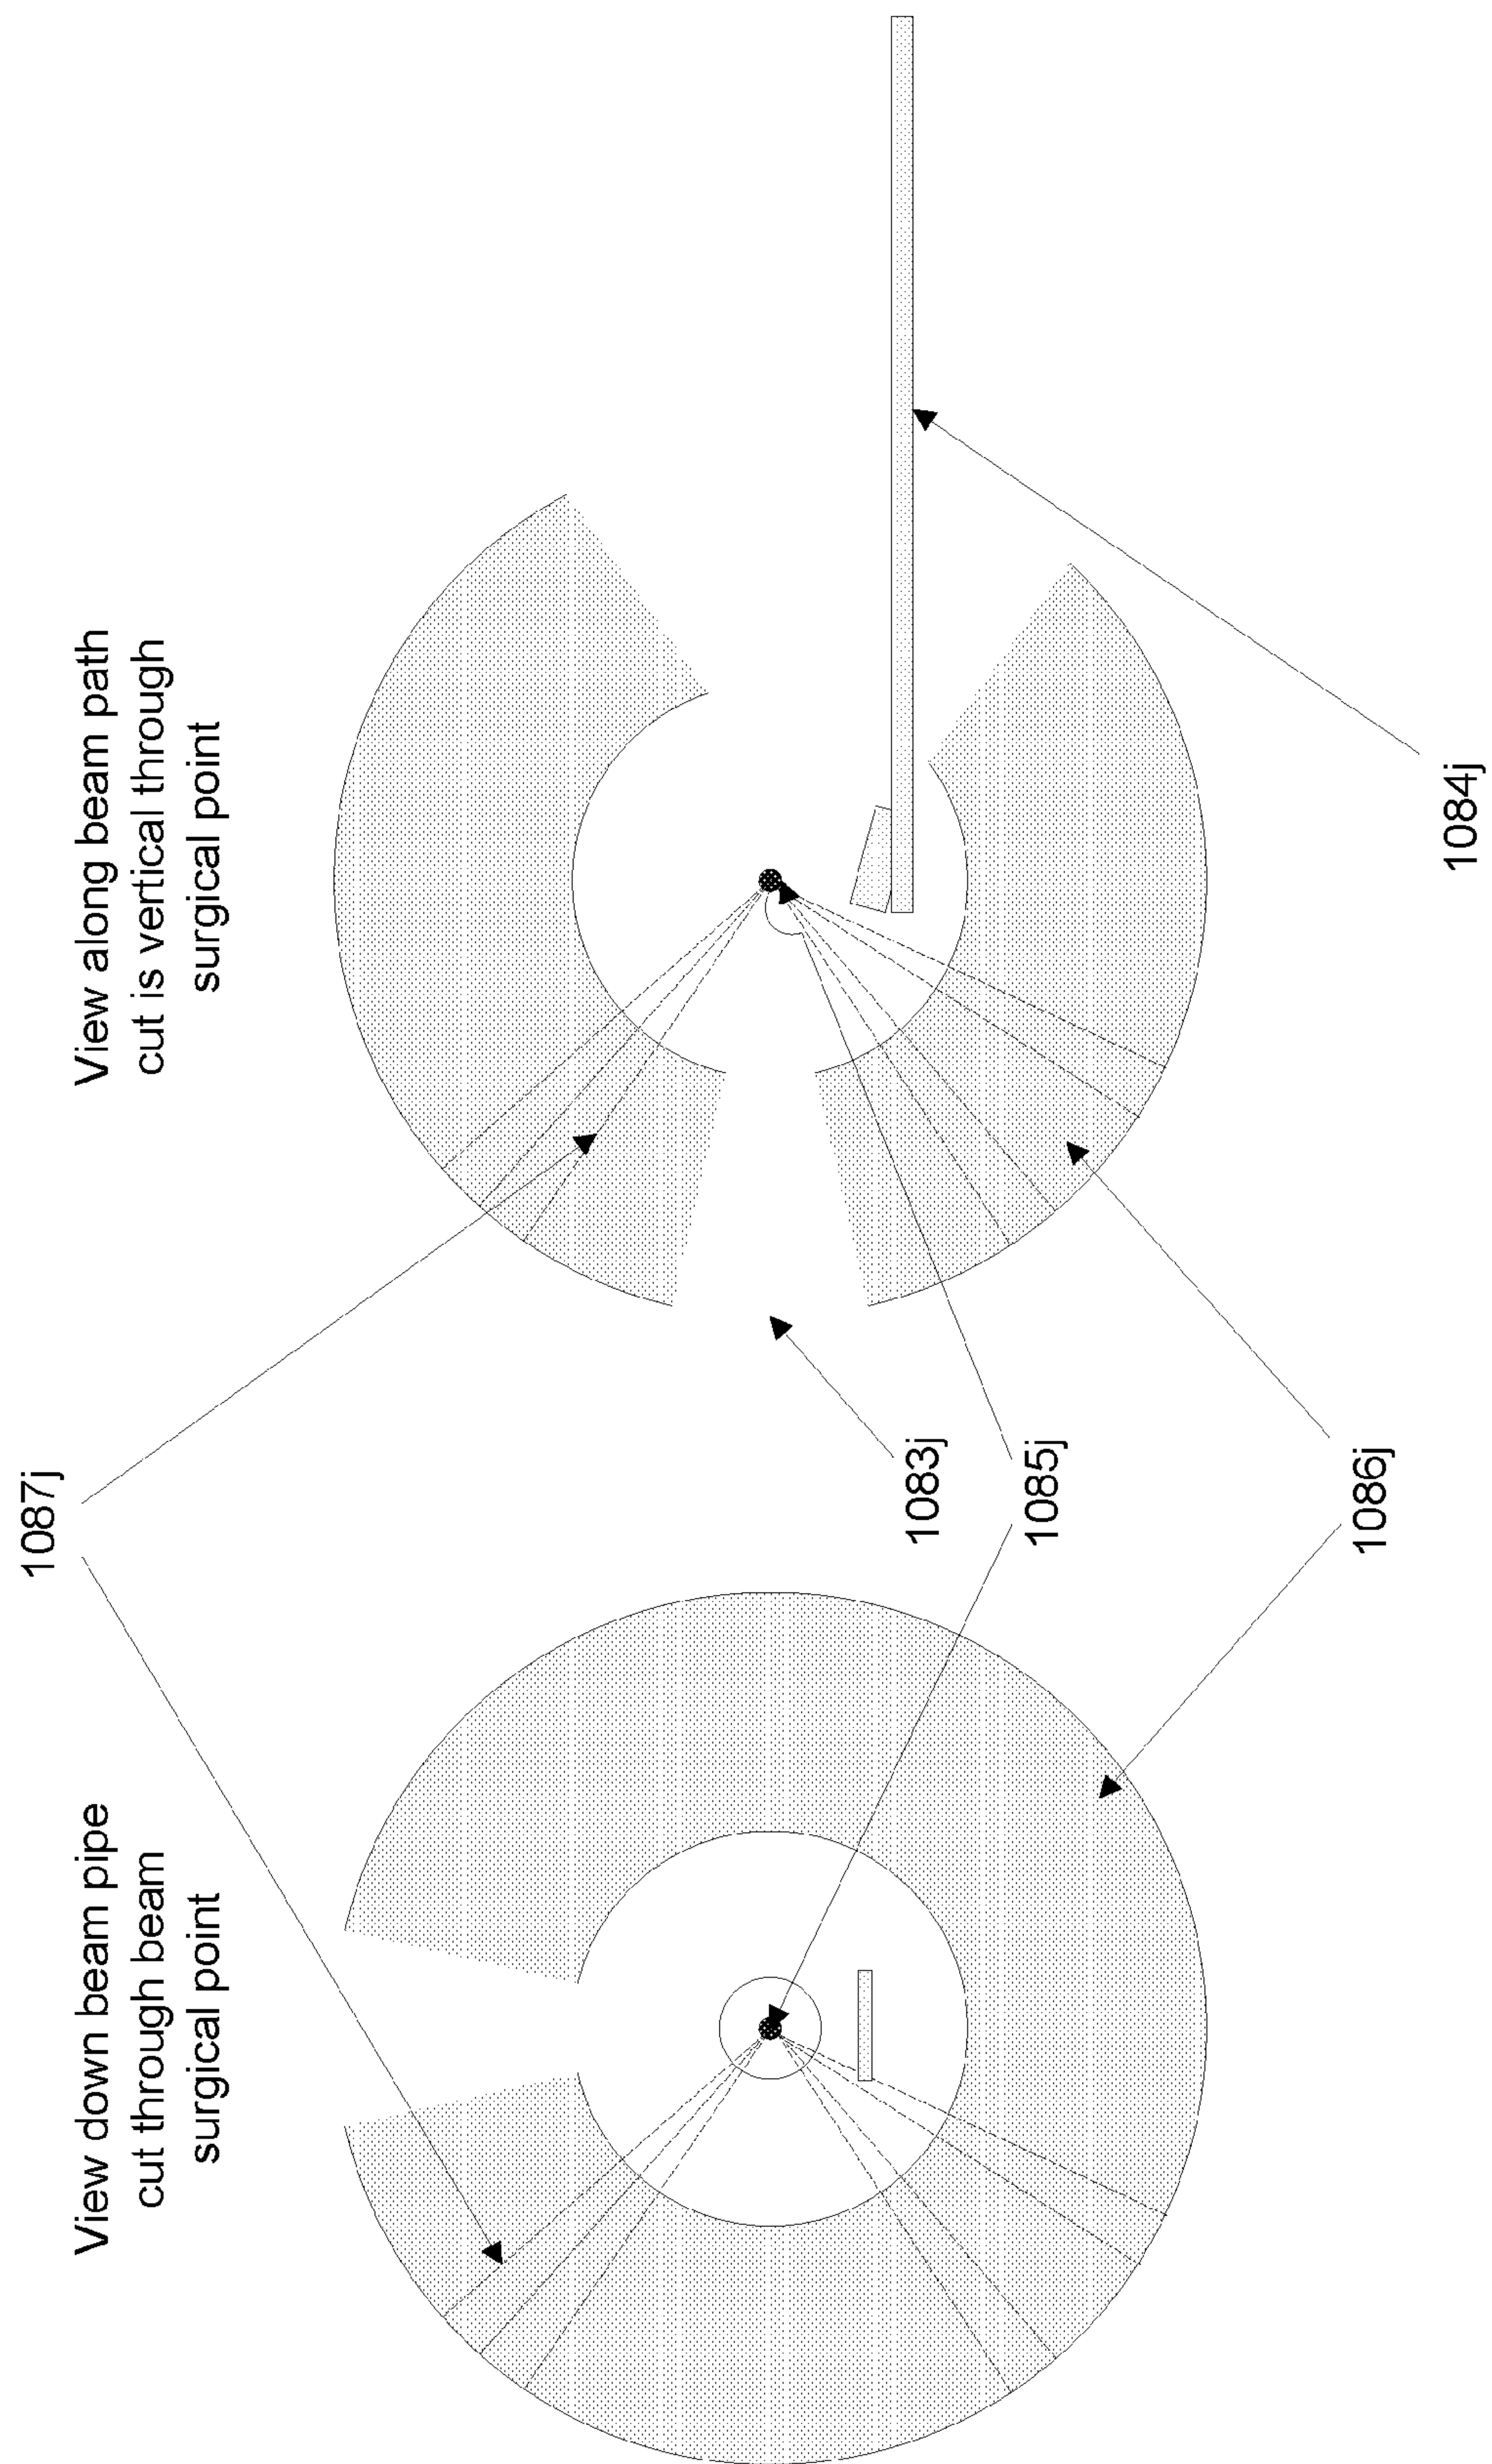 View down beam pipe
cut through beam
surgical point
View along beam path
cut is vertical through
surgical point
1087j
1083j
1085j
1086j
1084j